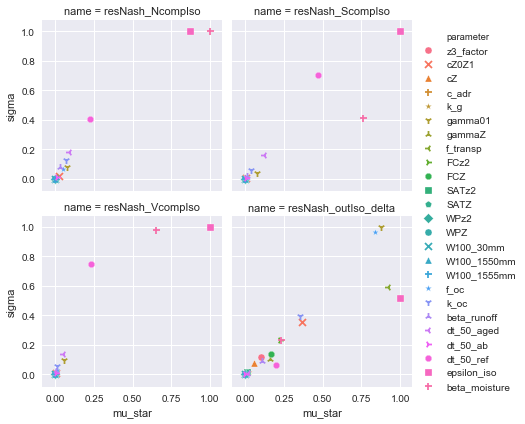 name = resNash_NcompIso
name = resNash_ScompIso
1.0
0.8
0.6
0.4
0.2
0.0
sigma
name = resNash_VcompIso
name = resNash_outIso_delta
1.0
0.8
0.6
0.4
0.2
0.0
sigma
0.00 0.25 0.50 0.75 1.00
0.00 0.25 0.50 0.75 1.00
mu_star
mu_star
parameter
z3_factor
cZ0Z1
cZ
c_adr
k_g
gamma01
gammaZ
f_transp
FCz2
FCZ
SATz2
SATZ
WPz2
WPZ
W100_30mm
W100_1550mm
W100_1555mm
f_oc
k_oc
beta_runoff
dt_50_aged
dt_50_ab
dt_50_ref
epsilon_iso
beta_moisture